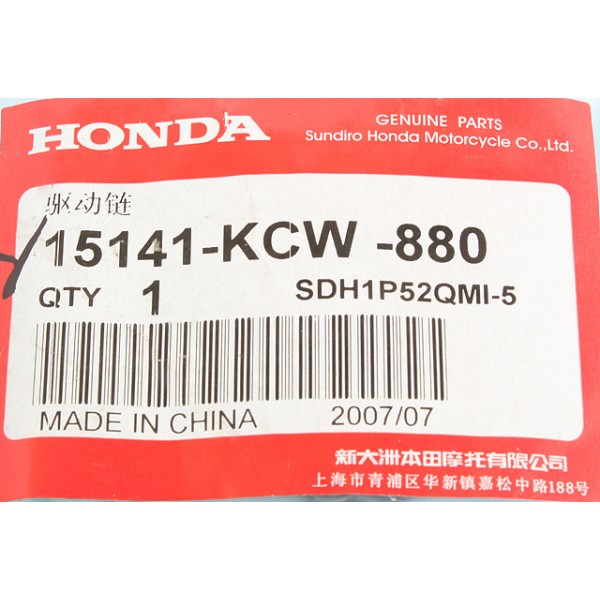 HONDA
GENUINE PARTS
Sundiro Honda Motorcycle Co.,Ltd.
驱动链
15141-KCW -880
QTY 1 SDH1P52QMI-5
MADE IN CHINA 2007/07
新大洲本田摩托有限公司
上海市青浦区华新镇嘉松中路188号